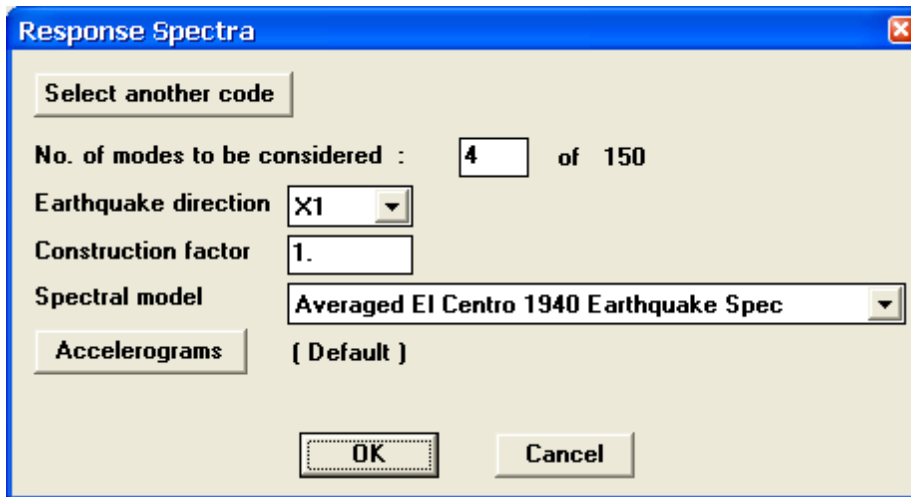 Response Spectra
Select another code
No. of modes to be considered : 4 of 150
Earthquake direction X1
Construction factor 1.
Spectral model Averaged El Centro 1940 Earthquake Spec
Accelerograms ( Default )
OK Cancel